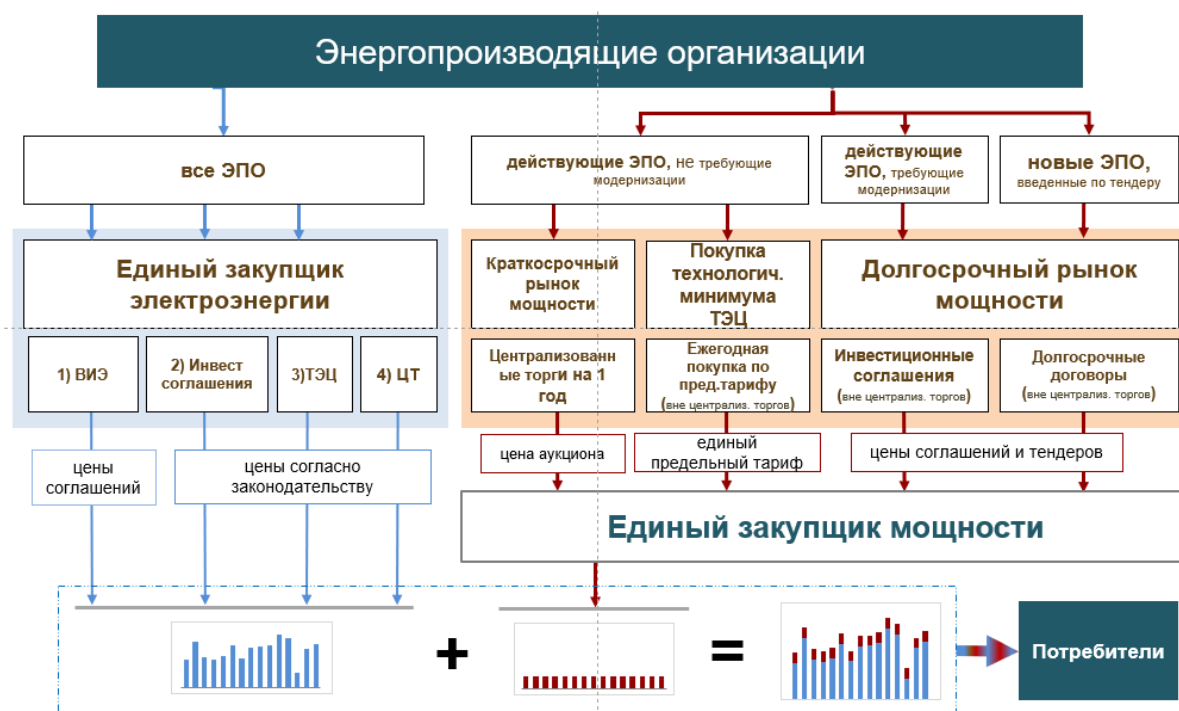 Энергопроизводящие организации
все ЭПО
действующие ЭПО, не требующие
модернизации
действующие
ЭПО, требующие
модернизации
новые ЭПО,
введенные по тендеру
Единый закупщик
электроэнергии
Краткосрочный
рынок
мощности
Покупка
технологич.
минимума
ТЭЦ
Долгосрочный рынок
мощности
1) ВИЭ
2) Инвест
соглашения
3)ТЭЦ
4) ЦТ
Централизованн
ые торги на 1
год
Ежегодная
покупка по
пред.тарифу
(вне централиз. торгов)
Инвестиционные
соглашения
(вне централиз. торгов)
Долгосрочные
договоры
(вне централиз. торгов)
цены
соглашений
цены согласно
законодательству
цена аукциона
единый
предельный тариф
цены соглашений и тендеров
Единый закупщик мощности
+
=
Потребители